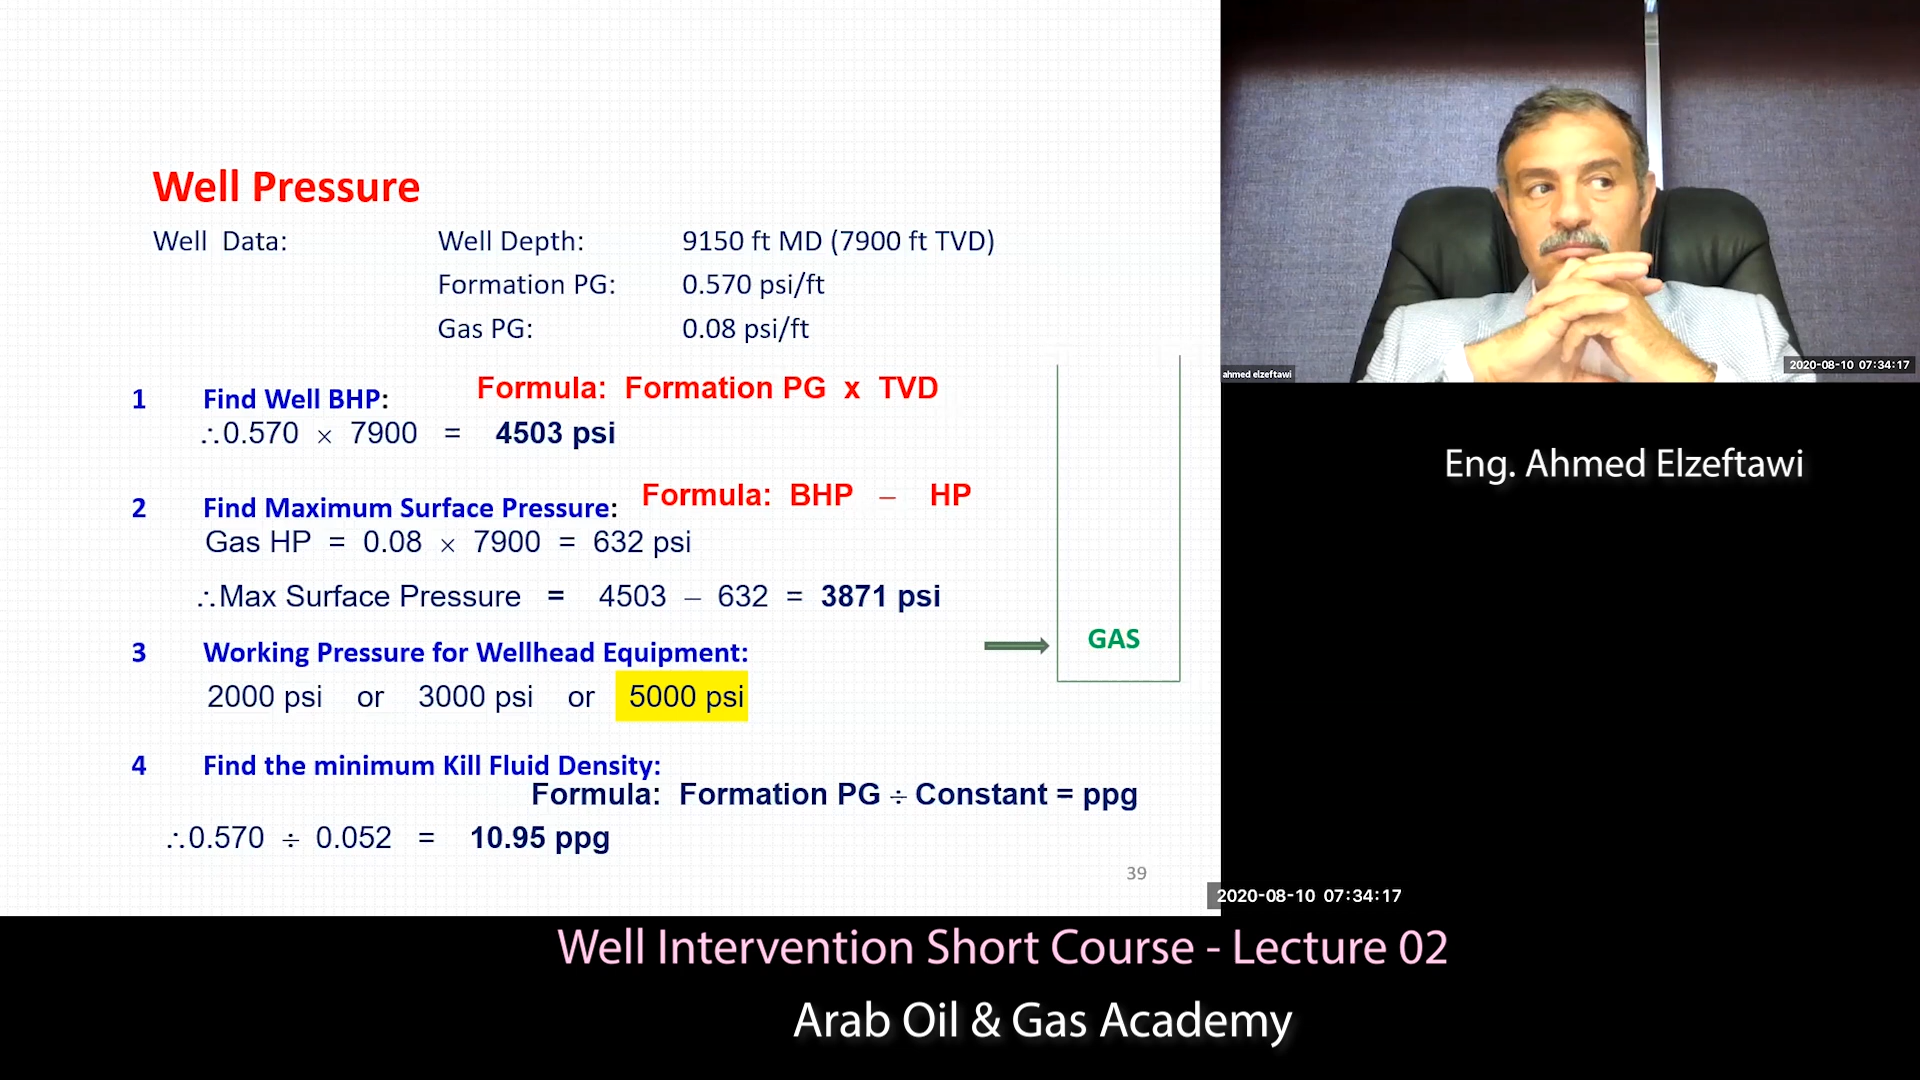 Well Pressure
Well Data: Well Depth: 9150 ft MD (7900 ft TVD)
Formation PG: 0.570 psi/ft
Gas PG: 0.08 psi/ft
1 Find Well BHP: Formula: Formation PG x TVD
∴0.570 × 7900 = 4503 psi
2 Find Maximum Surface Pressure: Formula: BHP – HP
Gas HP = 0.08 × 7900 = 632 psi
∴Max Surface Pressure = 4503 – 632 = 3871 psi
3 Working Pressure for Wellhead Equipment:
2000 psi or 3000 psi or 5000 psi
GAS
4 Find the minimum Kill Fluid Density:
Formula: Formation PG ÷ Constant = ppg
∴0.570 ÷ 0.052 = 10.95 ppg
39
ahmed elzeftawi
2020-08-10 07:34:17
Eng. Ahmed Elzeftawi
2020-08-10 07:34:17
Well Intervention Short Course - Lecture 02
Arab Oil & Gas Academy